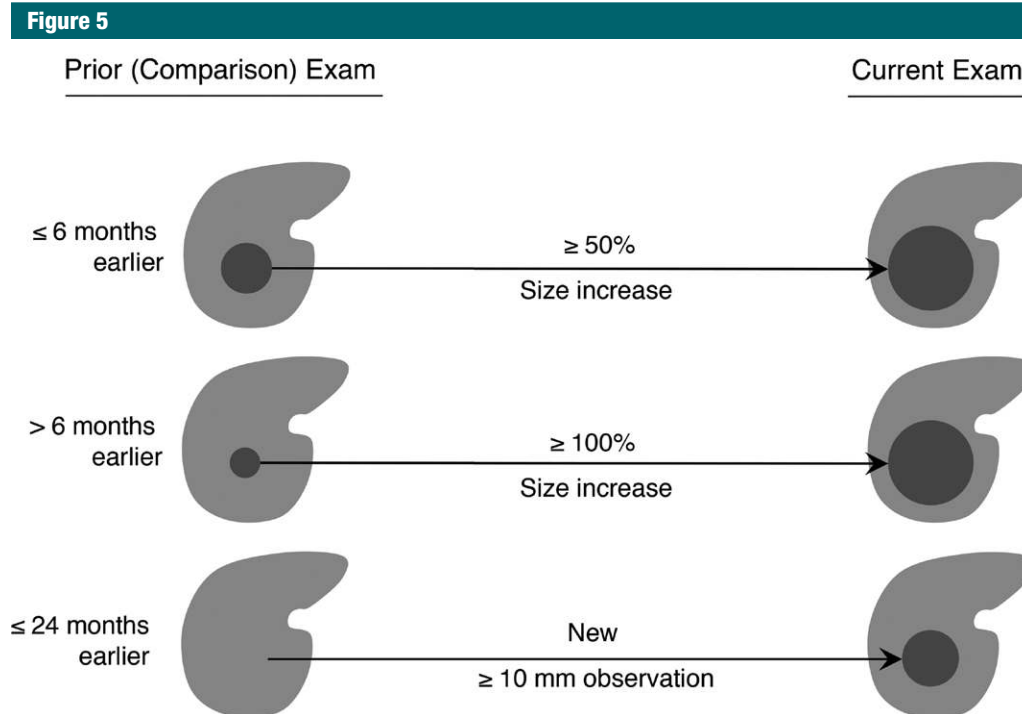 Figure 5
Prior (Comparison) Exam
Current Exam
≤ 6 months
earlier
≥ 50%
Size increase
> 6 months
earlier
≥ 100%
Size increase
≤ 24 months
earlier
New
≥ 10 mm observation